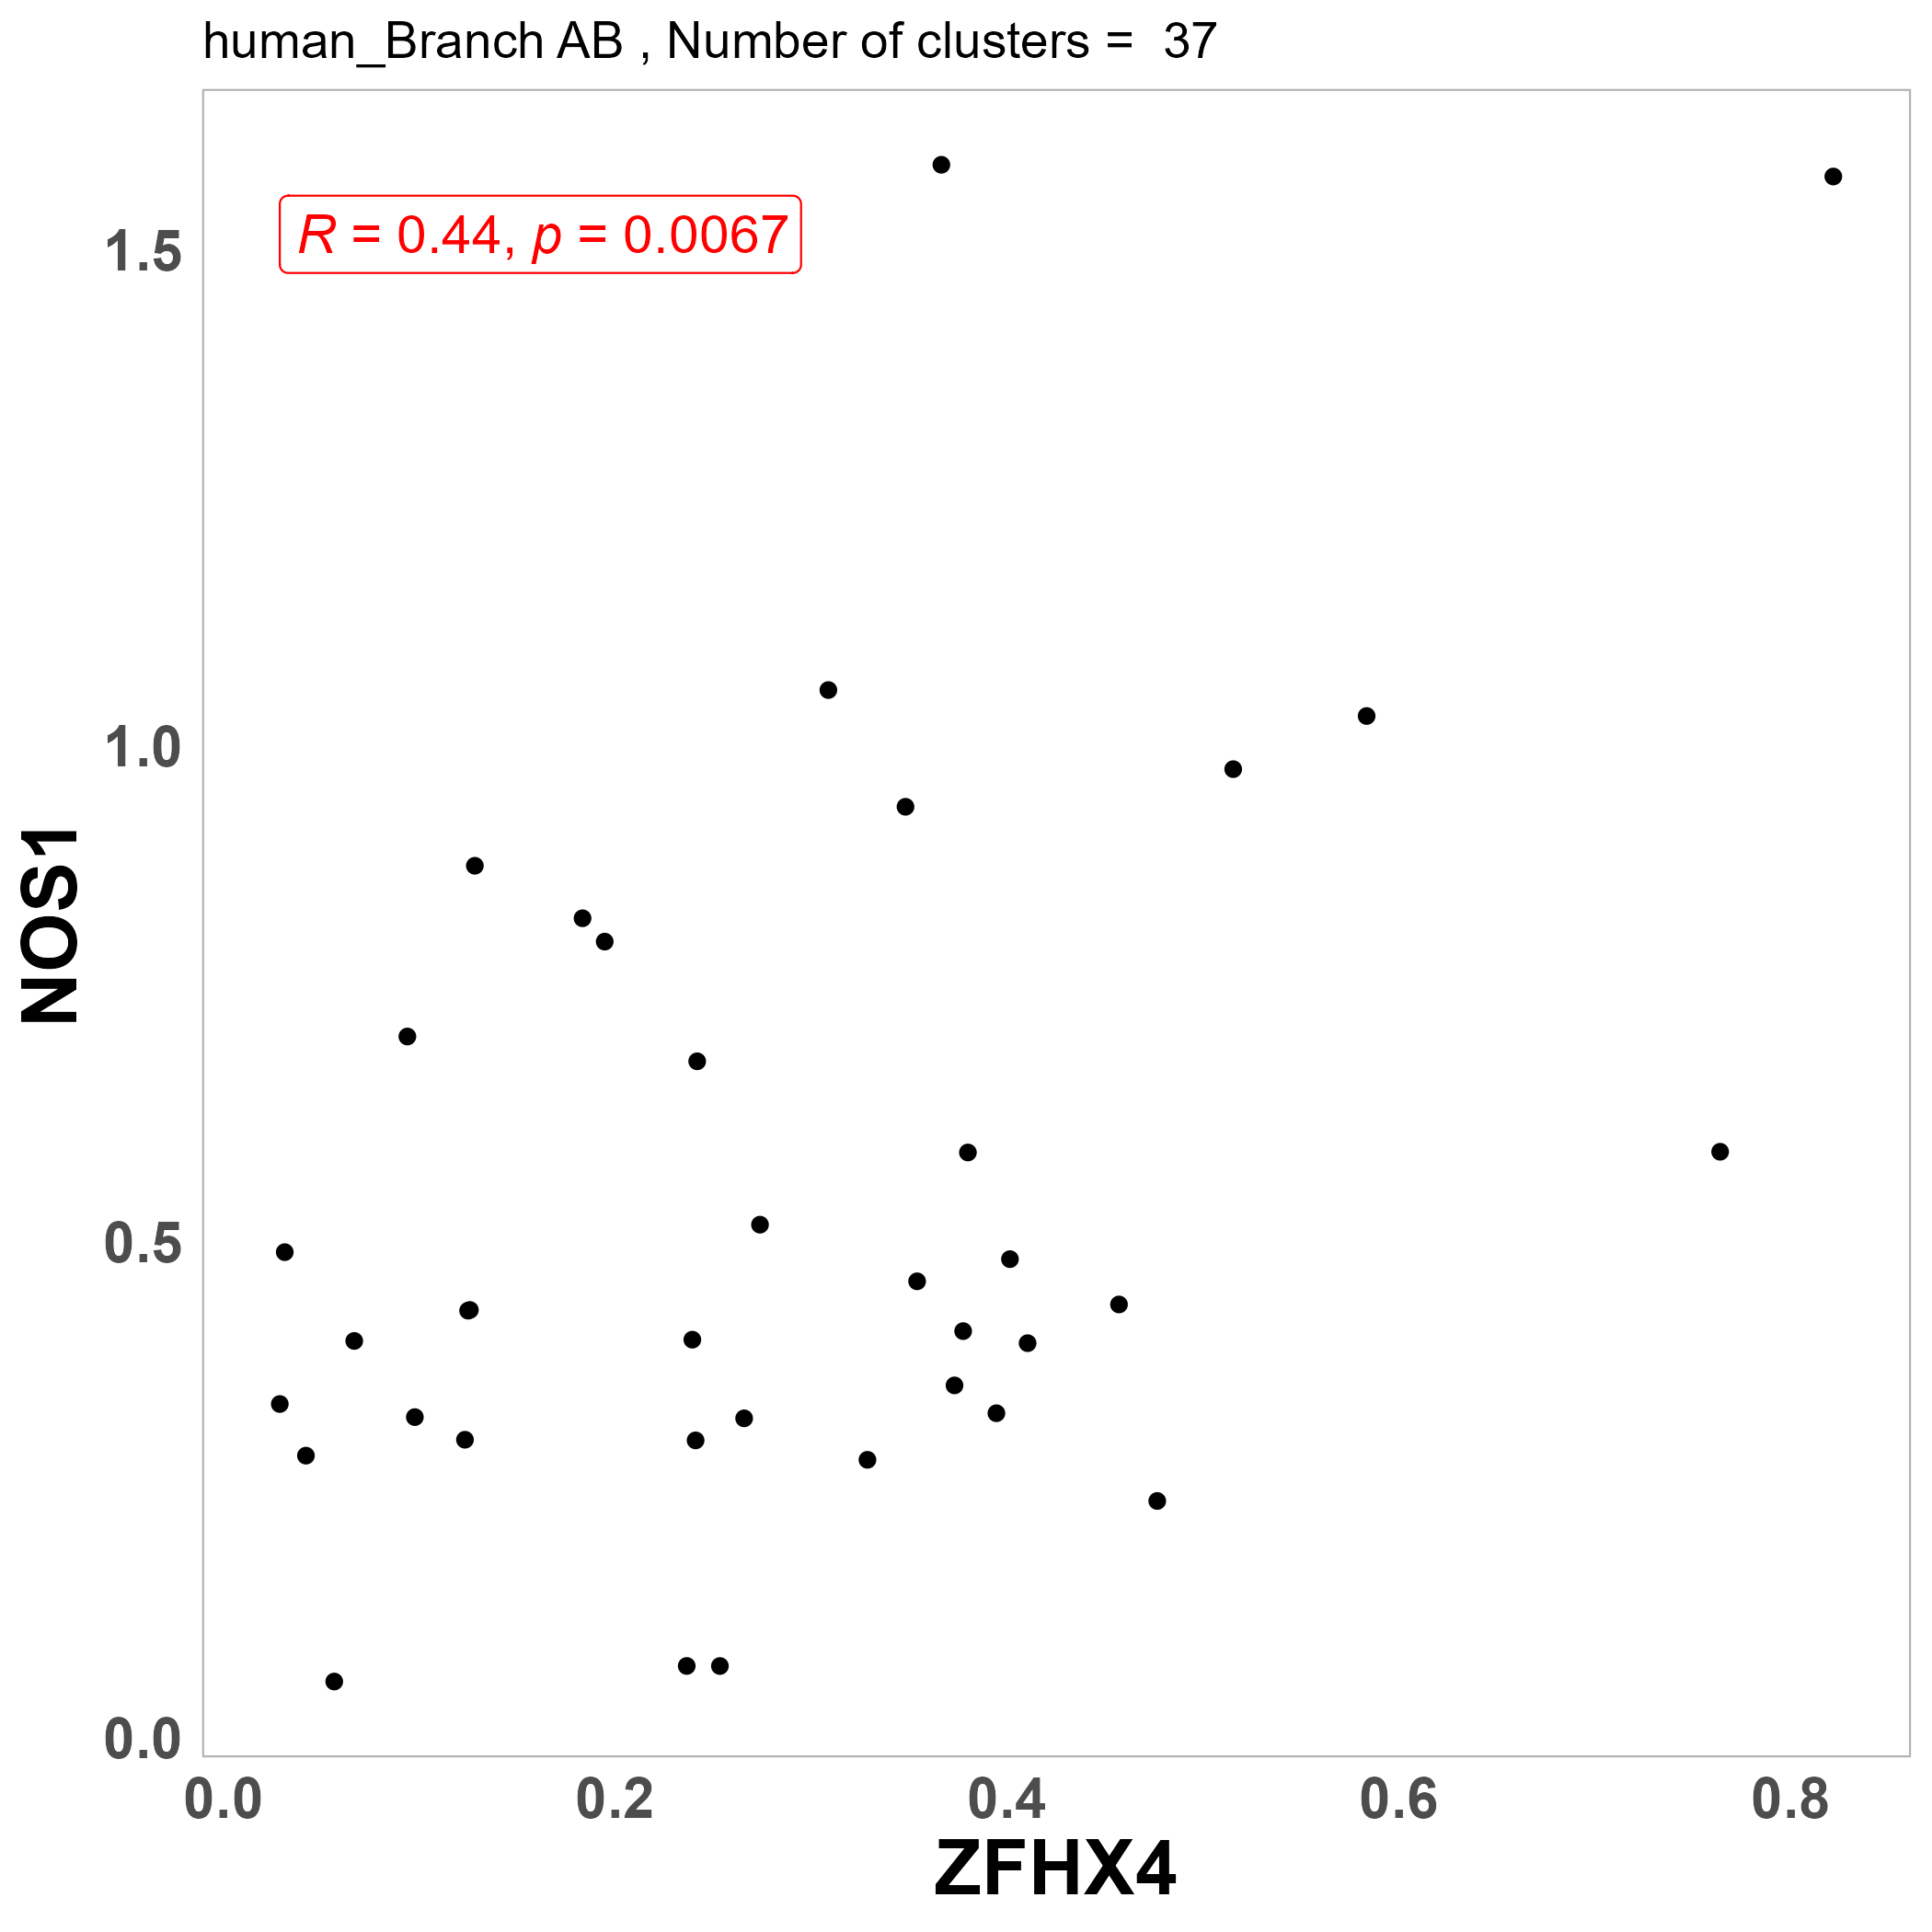 human_Branch AB , Number of clusters =  37
R = 0.44, p = 0.0067
1.5
1.0
0.5
0.0
NOS1
0.0 0.2 0.4 0.6 0.8
ZFHX4